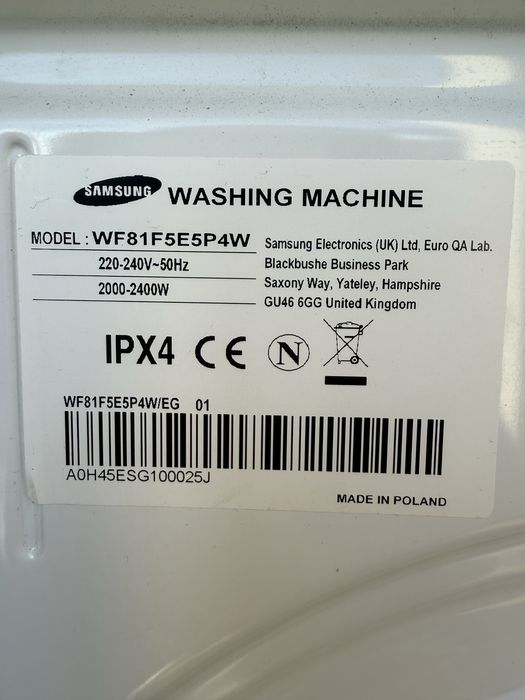 SAMSUNG WASHING MACHINE
MODEL : WF81F5E5P4W
220-240V~50Hz
2000-2400W
Samsung Electronics (UK) Ltd, Euro QA Lab.
Blackbushe Business Park
Saxony Way, Yateley, Hampshire
GU46 6GG United Kingdom
IPX4 CE N
WF81F5E5P4W/EG 01
A0H45ESG100025J
MADE IN POLAND